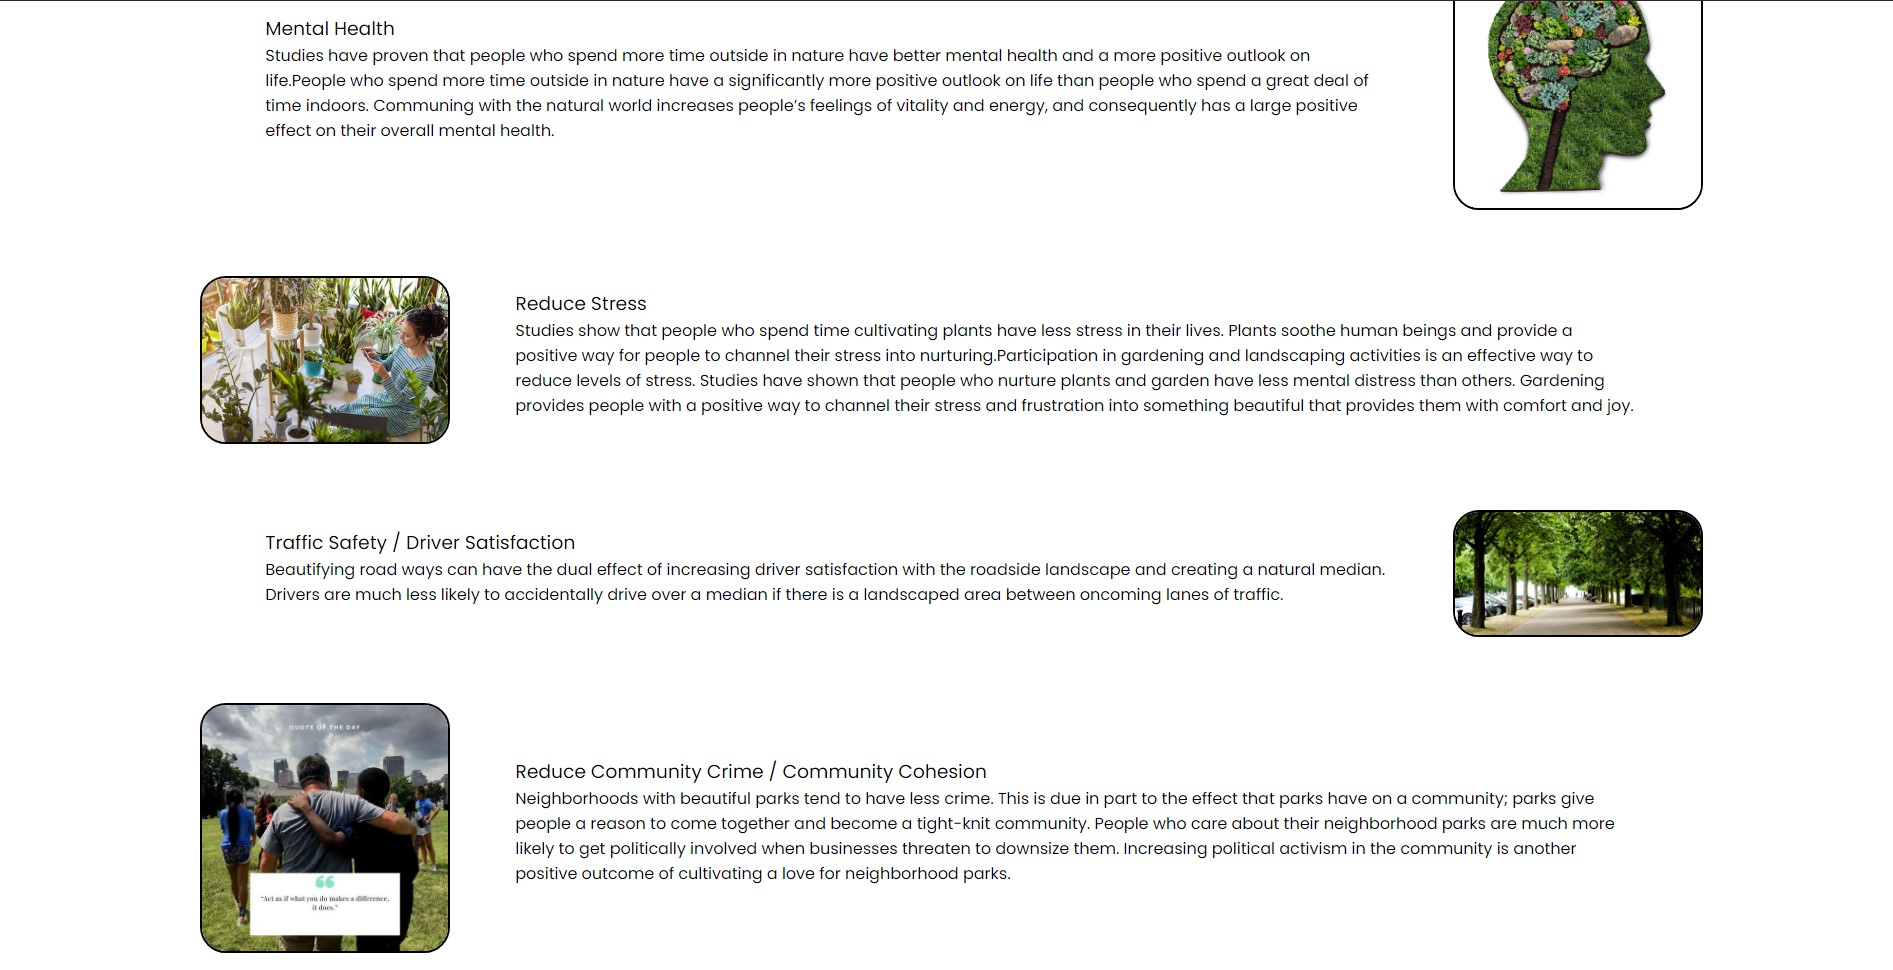 Mental Health
Studies have proven that people who spend more time outside in nature have better mental health and a more positive outlook on
life.People who spend more time outside in nature have a significantly more positive outlook on life than people who spend a great deal of
time indoors. Communing with the natural world increases people’s feelings of vitality and energy, and consequently has a large positive
effect on their overall mental health.
Reduce Stress
Studies show that people who spend time cultivating plants have less stress in their lives. Plants soothe human beings and provide a
positive way for people to channel their stress into nurturing.Participation in gardening and landscaping activities is an effective way to
reduce levels of stress. Studies have shown that people who nurture plants and garden have less mental distress than others. Gardening
provides people with a positive way to channel their stress and frustration into something beautiful that provides them with comfort and joy.
Traffic Safety / Driver Satisfaction
Beautifying road ways can have the dual effect of increasing driver satisfaction with the roadside landscape and creating a natural median.
Drivers are much less likely to accidentally drive over a median if there is a landscaped area between oncoming lanes of traffic.
QUOTE OF THE DAY
“Act as if what you do makes a difference,
it does.”
Reduce Community Crime / Community Cohesion
Neighborhoods with beautiful parks tend to have less crime. This is due in part to the effect that parks have on a community; parks give
people a reason to come together and become a tight-knit community. People who care about their neighborhood parks are much more
likely to get politically involved when businesses threaten to downsize them. Increasing political activism in the community is another
positive outcome of cultivating a love for neighborhood parks.